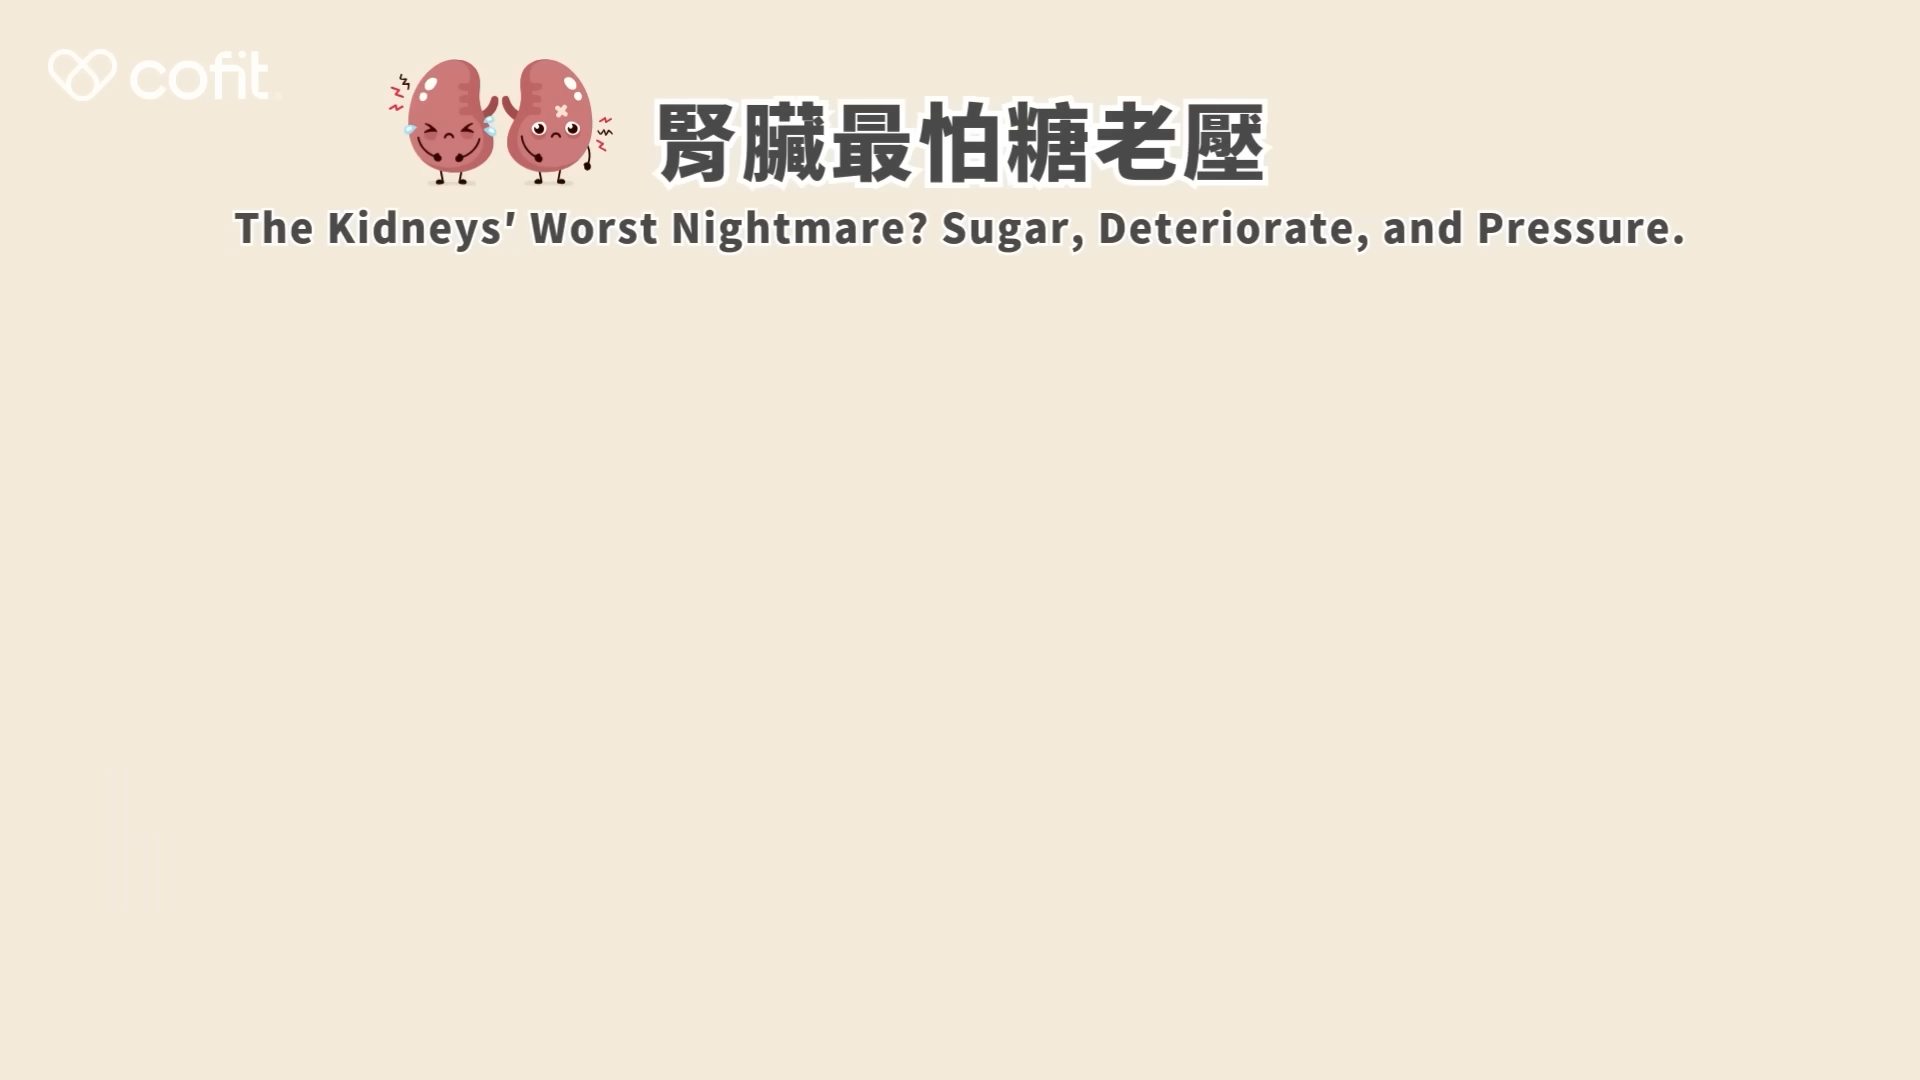 cofit
腎臟最怕糖老壓
The Kidneys' Worst Nightmare? Sugar, Deteriorate, and Pressure.